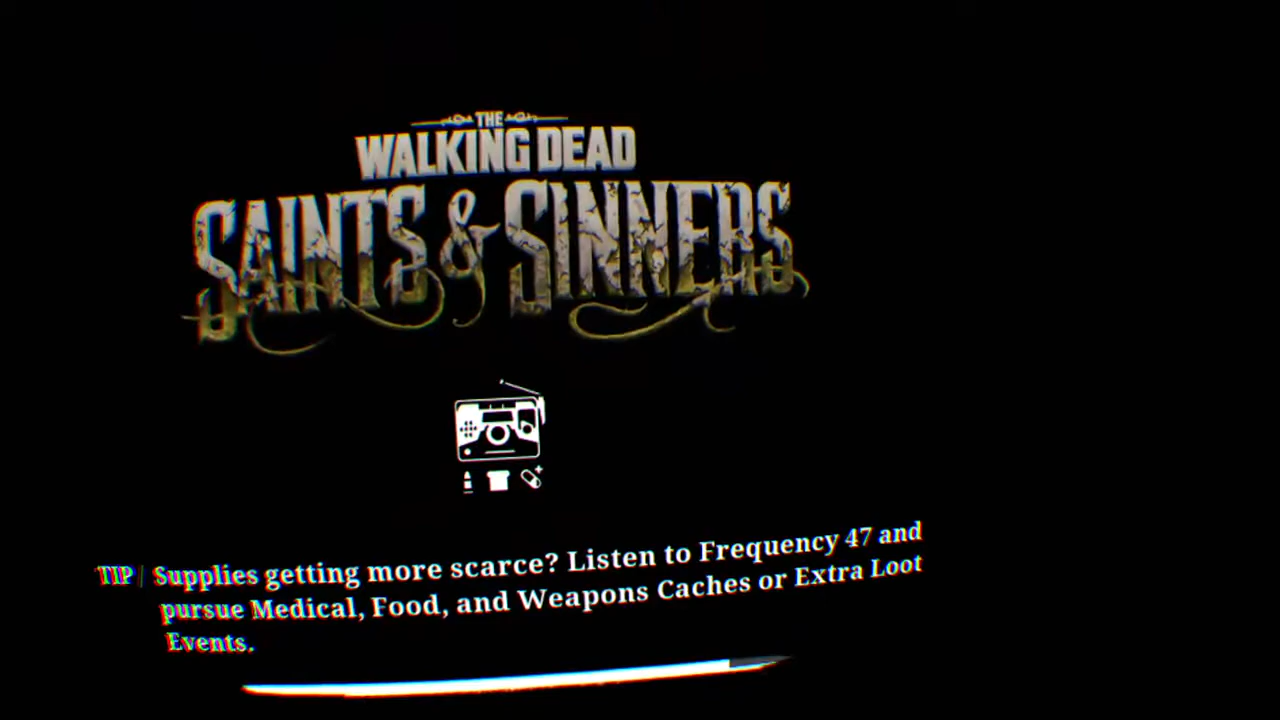 THE
WALKING DEAD
SAINTS & SINNERS
TIP | Supplies getting more scarce? Listen to Frequency 47 and
pursue Medical, Food, and Weapons Caches or Extra Loot
Events.